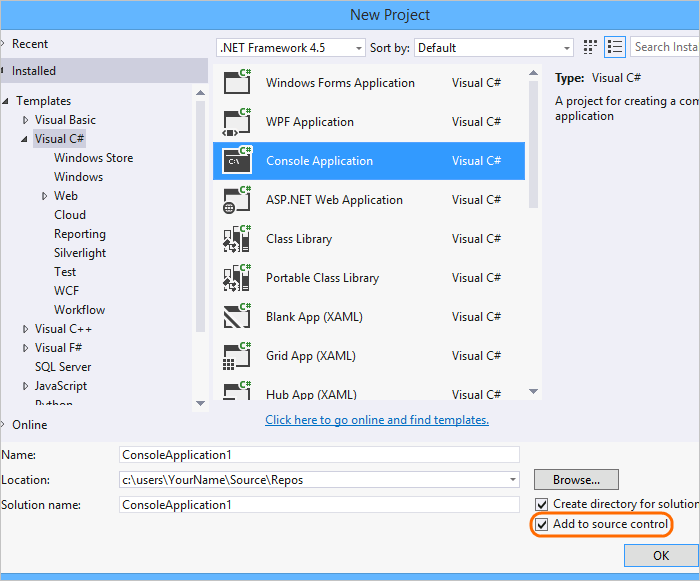 New Project
Recent
.NET Framework 4.5
Sort by:
Default
Search Insta
Installed
Templates
Visual Basic
Visual C#
Windows Store
Windows
Web
Cloud
Reporting
Silverlight
Test
WCF
Workflow
Visual C++
Visual F#
SQL Server
JavaScript
Python
Online
C# Windows Forms Application Visual C#
C# WPF Application Visual C#
C# C:\ Console Application Visual C#
C# ASP.NET Web Application Visual C#
C# Class Library Visual C#
C# Portable Class Library Visual C#
C# Blank App (XAML) Visual C#
C# Grid App (XAML) Visual C#
C# Hub App (XAML) Visual C#
Click here to go online and find templates.
Type: Visual C#
A project for creating a com
application
Name: ConsoleApplication1
Location: c:\users\YourName\Source\Repos
Browse...
Solution name: ConsoleApplication1
Create directory for solution
Add to source control
OK